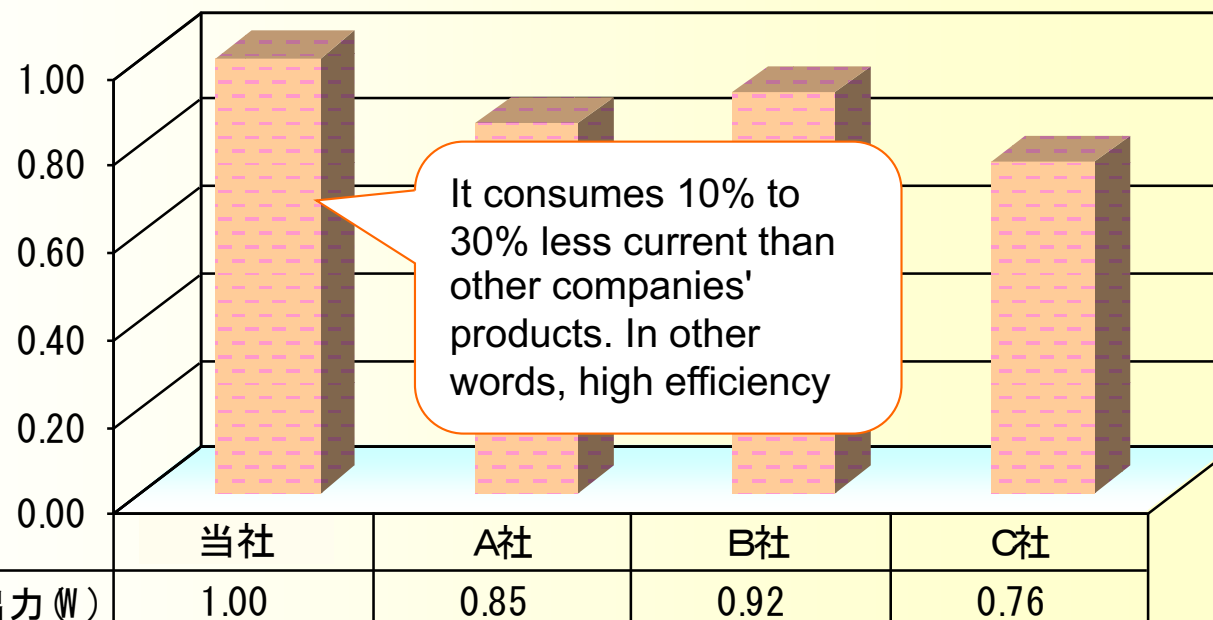 1.00
0.80
0.60
0.40
0.20
0.00
It consumes 10% to
30% less current than
other companies'
products. In other
words, high efficiency
当社 A社 B社 C社
力(W) 1.00 0.85 0.92 0.76